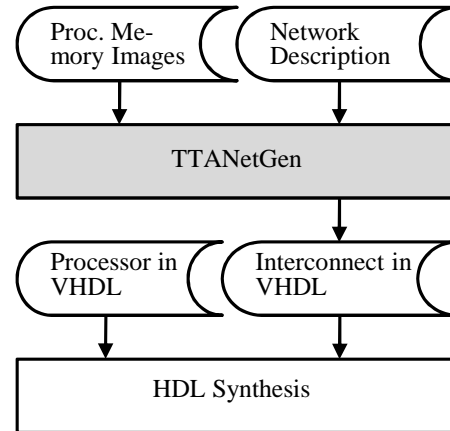 Proc. Me-
mory Images
Network
Description
TTANetGen
Processor in
VHDL
Interconnect in
VHDL
HDL Synthesis